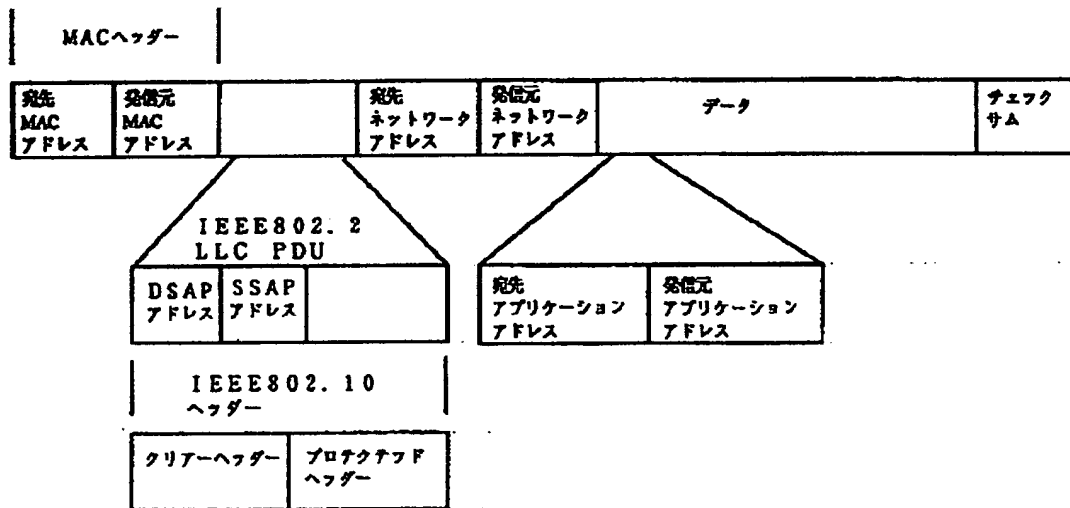 MACヘッダー
宛先
MAC
アドレス
発信元
MAC
アドレス
宛先
ネットワーク
アドレス
発信元
ネットワーク
アドレス
データ
チェック
サム
IEEE802.2
LLC PDU
DSAP
アドレス
SSAP
アドレス
宛先
アプリケーション
アドレス
発信元
アプリケーション
アドレス
IEEE802.10
ヘッダー
クリアーヘッダー
プロテクテッド
ヘッダー